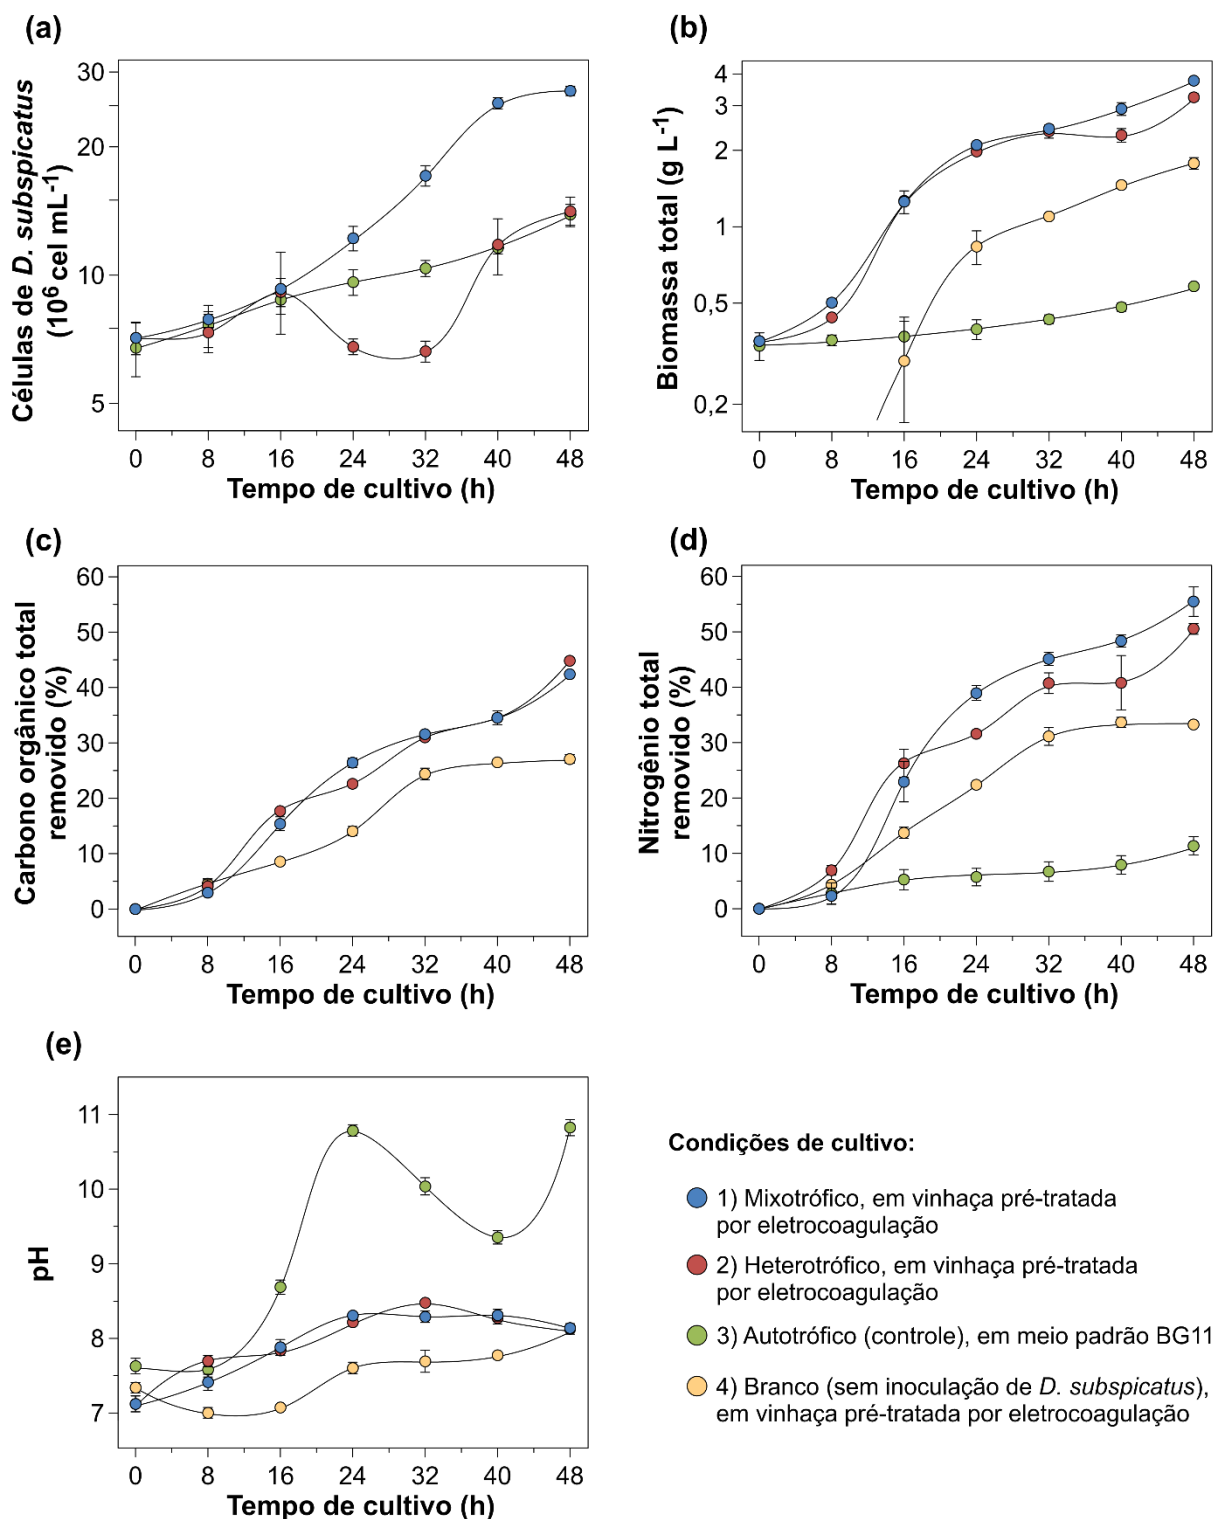 (a)
Células de D. subspicatus
(10⁶ cel mL⁻¹)
30
20
10
5
0 8 16 24 32 40 48
Tempo de cultivo (h)
(b)
Biomassa total (g L⁻¹)
4
3
2
1
0,5
0,2
0 8 16 24 32 40 48
Tempo de cultivo (h)
(c)
Carbono orgânico total
removido (%)
60
50
40
30
20
10
0
0 8 16 24 32 40 48
Tempo de cultivo (h)
(d)
Nitrogênio total
removido (%)
60
50
40
30
20
10
0
0 8 16 24 32 40 48
Tempo de cultivo (h)
(e)
pH
11
10
9
8
7
0 8 16 24 32 40 48
Tempo de cultivo (h)
Condições de cultivo:
1) Mixotrófico, em vinhaça pré-tratada
por eletrocoagulação
2) Heterotrófico, em vinhaça pré-tratada
por eletrocoagulação
3) Autotrófico (controle), em meio padrão BG11
4) Branco (sem inoculação de D. subspicatus),
em vinhaça pré-tratada por eletrocoagulação